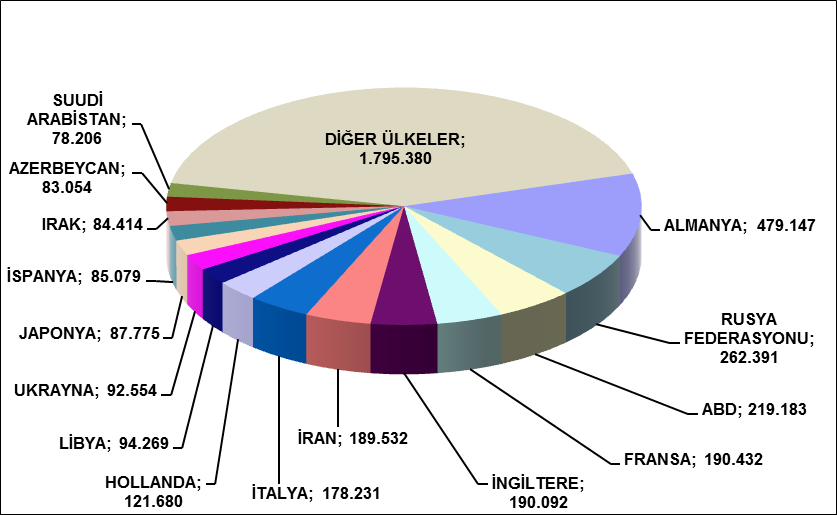 DİĞER ÜLKELER;
1.795.380
ALMANYA; 479.147
RUSYA
FEDERASYONU;
262.391
ABD; 219.183
FRANSA; 190.432
İNGİLTERE;
190.092
İRAN; 189.532
İTALYA; 178.231
HOLLANDA;
121.680
LİBYA; 94.269
UKRAYNA; 92.554
JAPONYA; 87.775
İSPANYA; 85.079
IRAK; 84.414
AZERBEYCAN;
83.054
SUUDİ
ARABİSTAN;
78.206